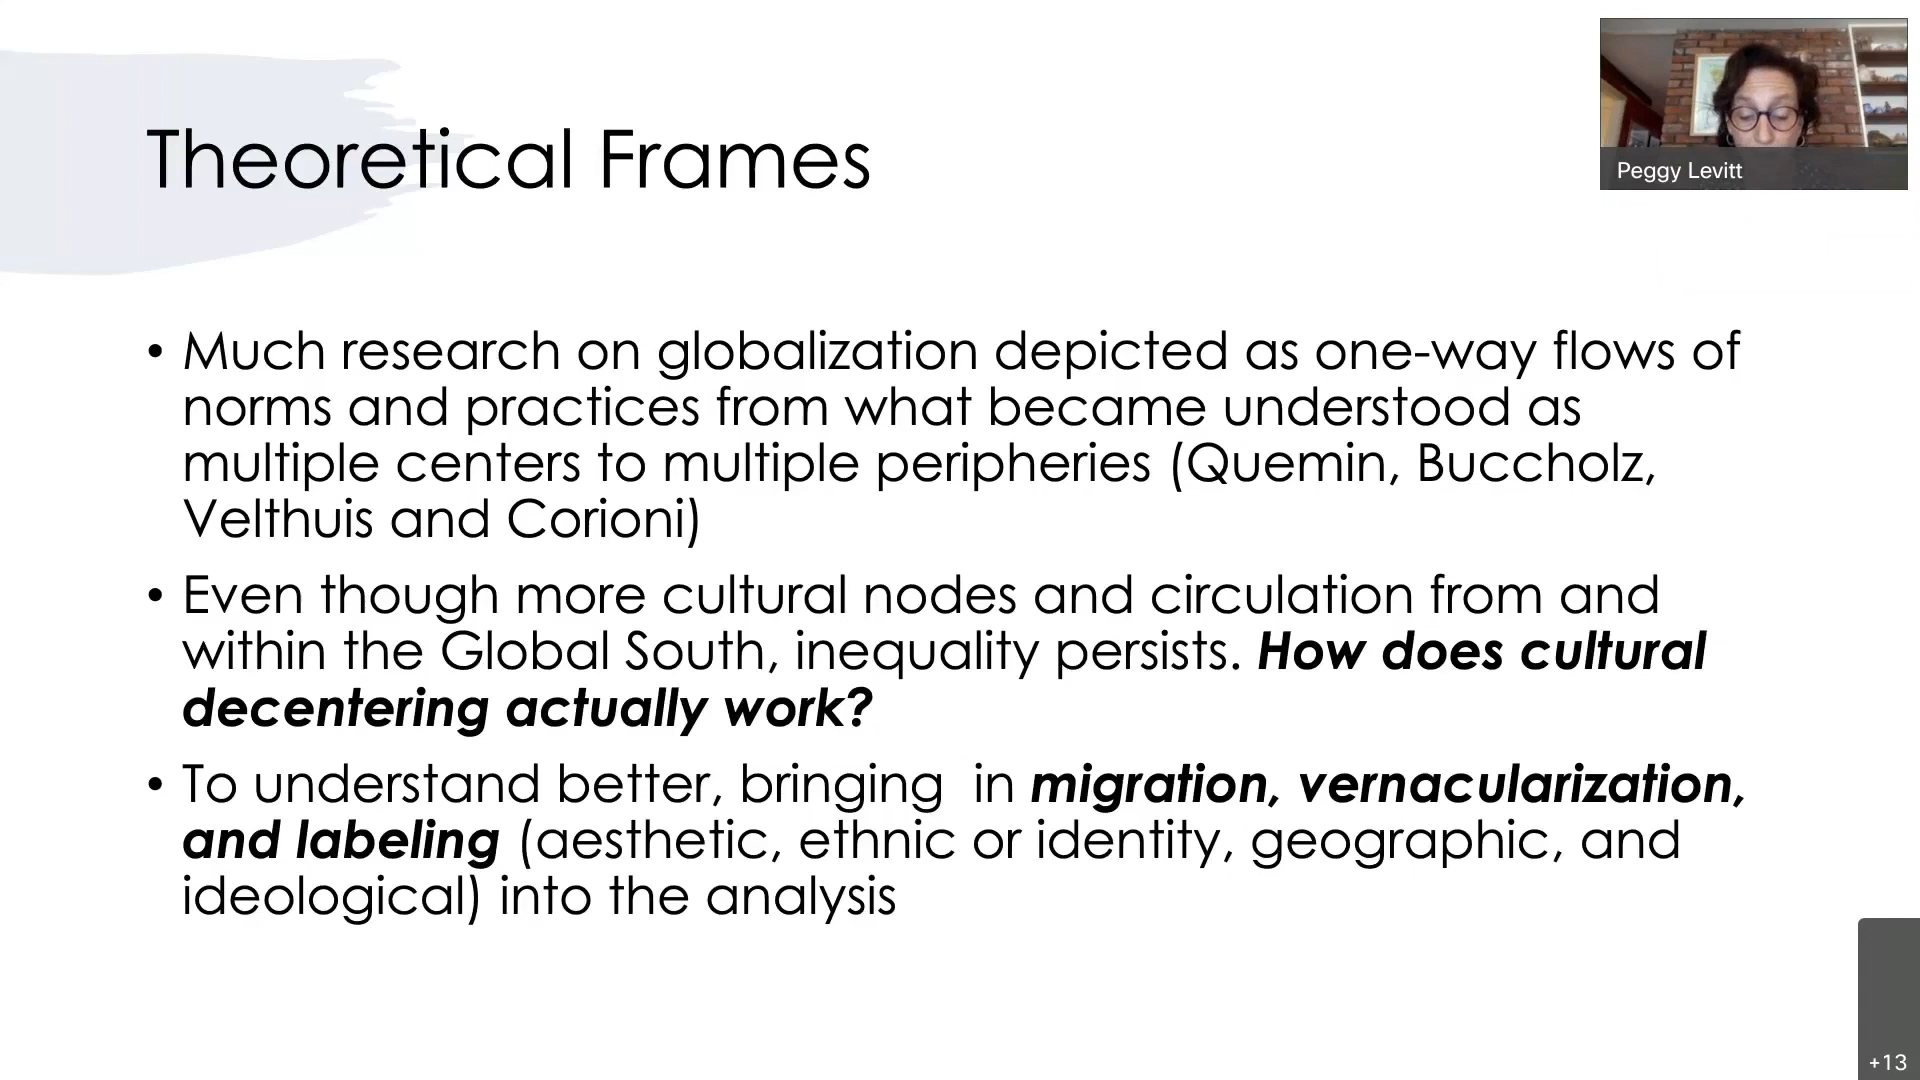 Theoretical Frames
Peggy Levitt
• Much research on globalization depicted as one-way flows of
norms and practices from what became understood as
multiple centers to multiple peripheries (Quemin, Buccholz,
Velthuis and Corioni)
• Even though more cultural nodes and circulation from and
within the Global South, inequality persists. How does cultural
decentering actually work?
• To understand better, bringing  in migration, vernacularization,
and labeling (aesthetic, ethnic or identity, geographic, and
ideological) into the analysis
+13